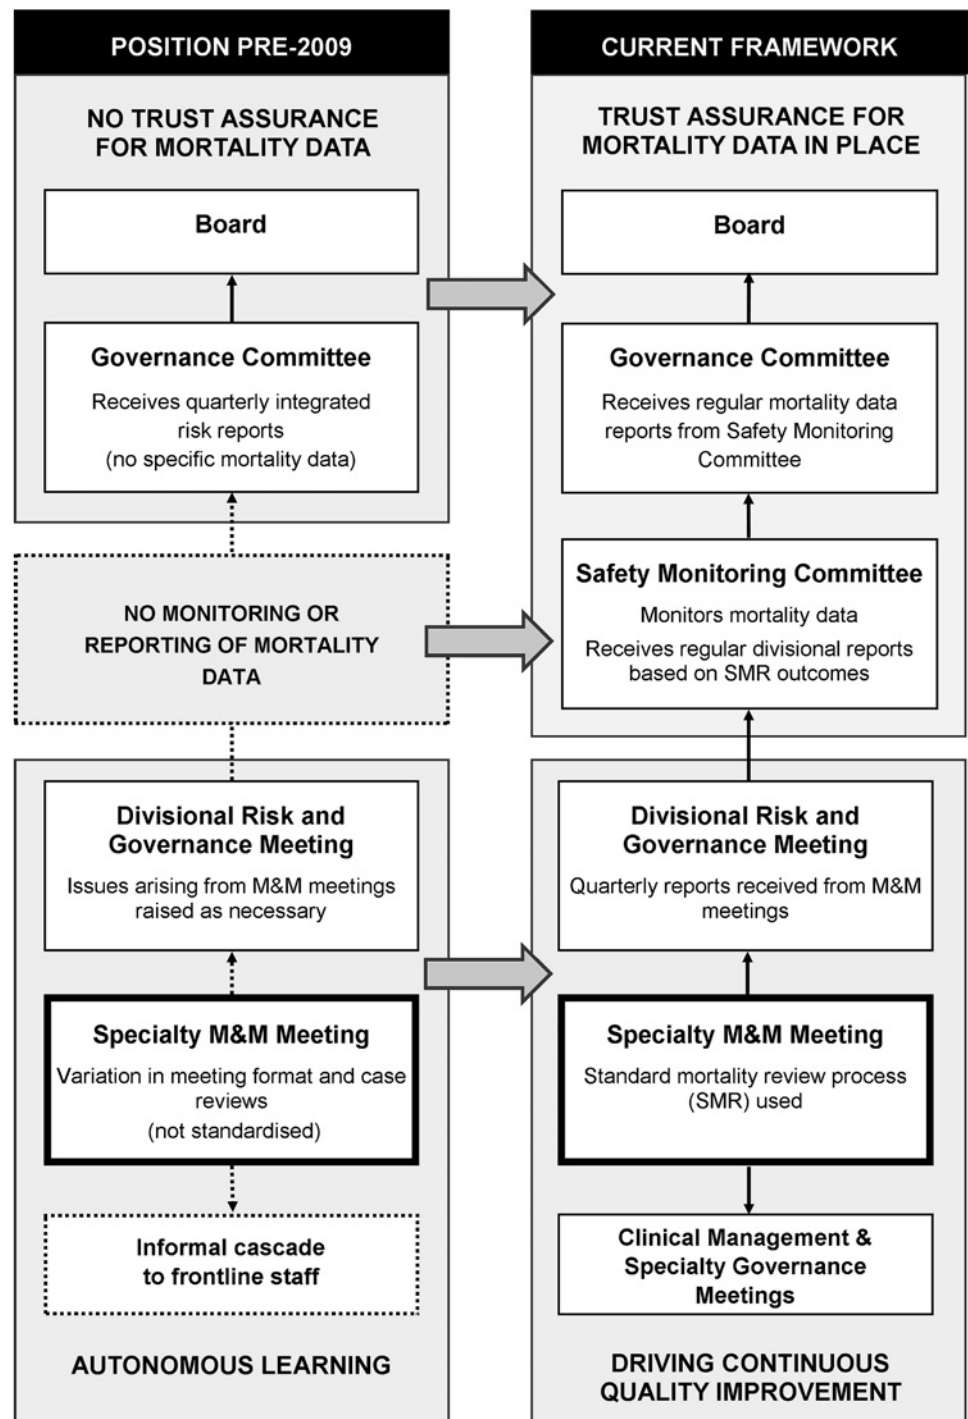 POSITION PRE-2009
NO TRUST ASSURANCE
FOR MORTALITY DATA
Board
Governance Committee
Receives quarterly integrated
risk reports
(no specific mortality data)
NO MONITORING OR
REPORTING OF MORTALITY
DATA
Divisional Risk and
Governance Meeting
Issues arising from M&M meetings
raised as necessary
Specialty M&M Meeting
Variation in meeting format and case
reviews
(not standardised)
Informal cascade
to frontline staff
AUTONOMOUS LEARNING
CURRENT FRAMEWORK
TRUST ASSURANCE FOR
MORTALITY DATA IN PLACE
Board
Governance Committee
Receives regular mortality data
reports from Safety Monitoring
Committee
Safety Monitoring Committee
Monitors mortality data
Receives regular divisional reports
based on SMR outcomes
Divisional Risk and
Governance Meeting
Quarterly reports received from M&M
meetings
Specialty M&M Meeting
Standard mortality review process
(SMR) used
Clinical Management &
Specialty Governance
Meetings
DRIVING CONTINUOUS
QUALITY IMPROVEMENT